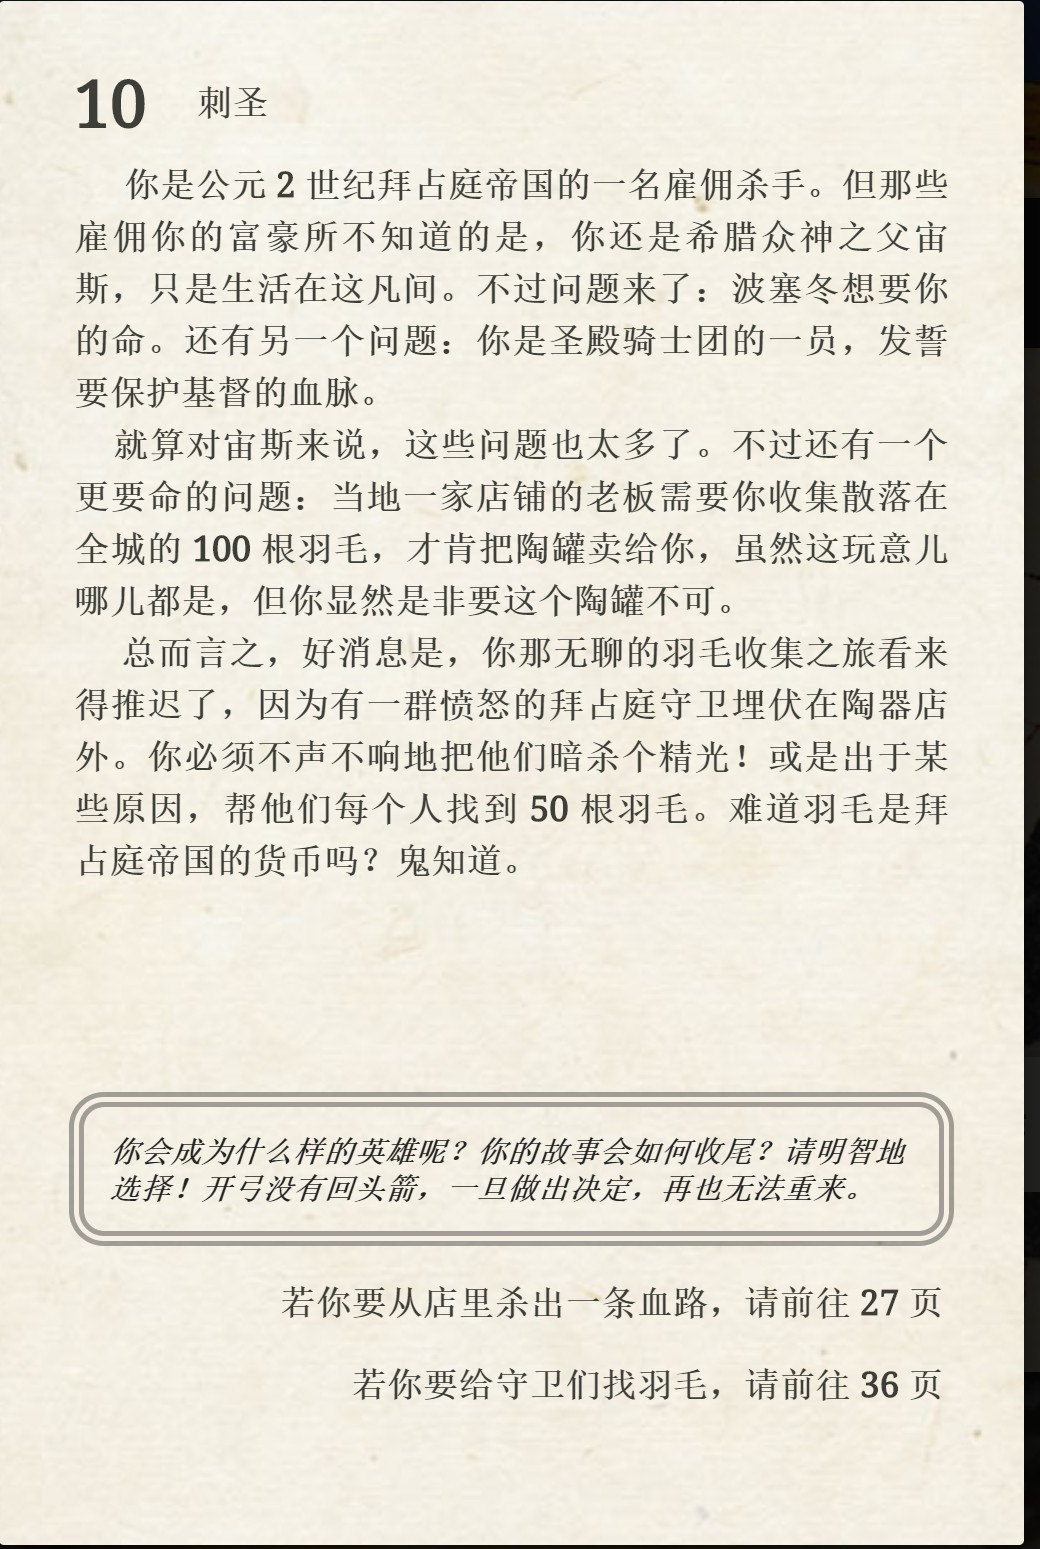 10 刺圣
你是公元 2 世纪拜占庭帝国的一名雇佣杀手。但那些
雇佣你的富豪所不知道的是，你还是希腊众神之父宙
斯，只是生活在这凡间。不过问题来了：波塞冬想要你
的命。还有另一个问题：你是圣殿骑士团的一员，发誓
要保护基督的血脉。
就算对宙斯来说，这些问题也太多了。不过还有一个
更要命的问题：当地一家店铺的老板需要你收集散落在
全城的 100 根羽毛，才肯把陶罐卖给你，虽然这玩意儿
哪儿都是，但你显然是非要这个陶罐不可。
总而言之，好消息是，你那无聊的羽毛收集之旅看来
得推迟了，因为有一群愤怒的拜占庭守卫埋伏在陶器店
外。你必须不声不响地把他们暗杀个精光！或是出于某
些原因，帮他们每个人找到 50 根羽毛。难道羽毛是拜
占庭帝国的货币吗？鬼知道。
你会成为什么样的英雄呢？你的故事会如何收尾？请明智地
选择！开弓没有回头箭，一旦做出决定，再也无法重来。
若你要从店里杀出一条血路，请前往 27 页
若你要给守卫们找羽毛，请前往 36 页